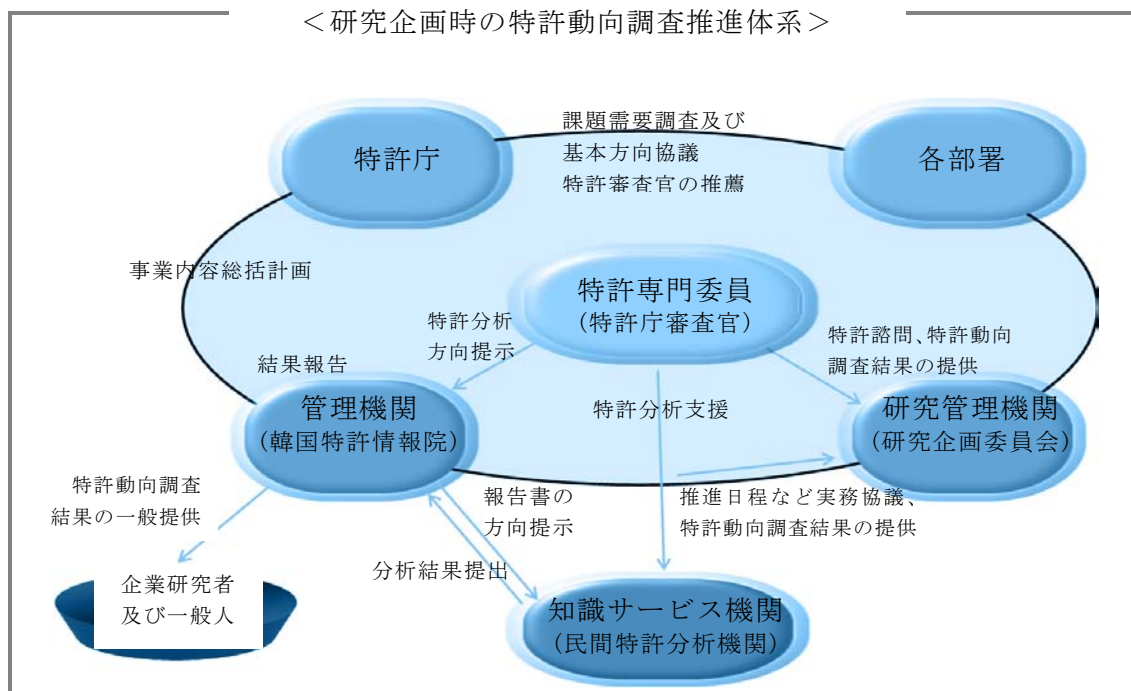 ＜研究企画時の特許動向調査推進体系＞
課題需要調査及び
基本方向協議
特許審査官の推薦
特許庁
各部署
事業内容総括計画
特許専門委員
（特許庁審査官）
特許分析
方向提示
特許諮問、特許動向
調査結果の提供
結果報告
管理機関
（韓国特許情報院）
特許分析支援
研究管理機関
（研究企画委員会）
特許動向調査
結果の一般提供
報告書の
方向提示
推進日程など実務協議、
特許動向調査結果の提供
分析結果提出
企業研究者
及び一般人
知識サービス機関
（民間特許分析機関）